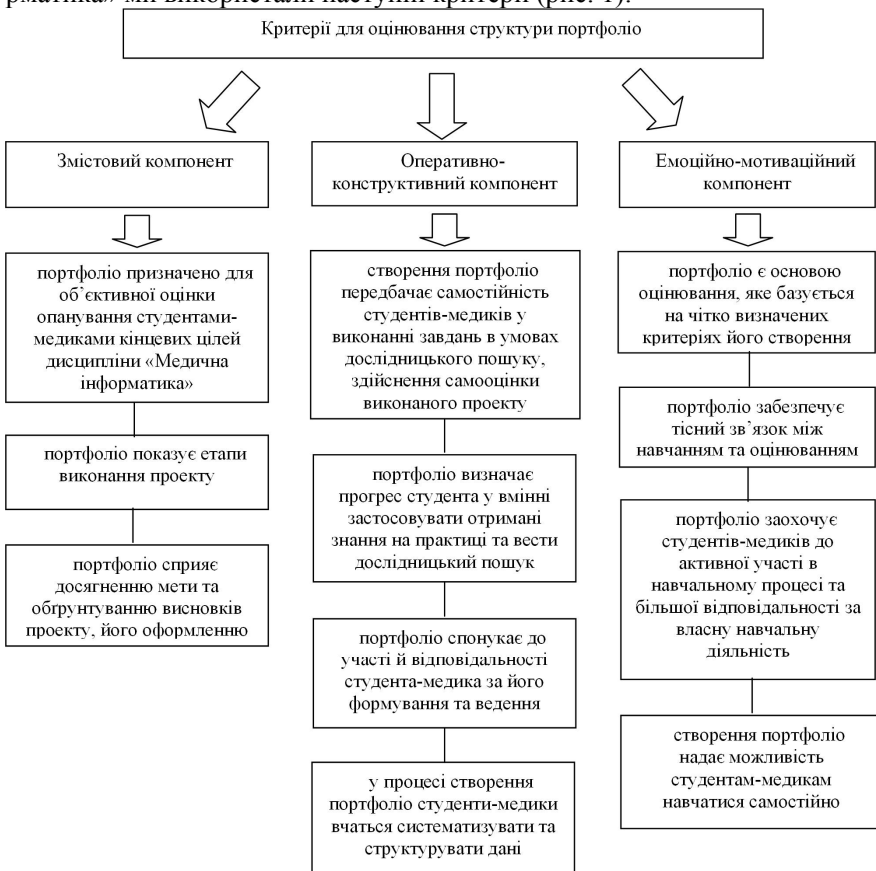 рматика» ми використали наступні критерії (рис. 1).
Критерії для оцінювання структури портфоліо
Змістовий компонент
портфоліо призначено для
об’єктивної оцінки
опанування студентами-
медиками кінцевих цілей
дисципліни «Медична
інформатика»
портфоліо показує етапи
виконання проекту
портфоліо сприяє
досягненню мети та
обґрунтуванню висновків
проекту, його оформленню
Оперативно-
конструктивний компонент
створення портфоліо
передбачає самостійність
студентів-медиків у
виконанні завдань в умовах
дослідницького пошуку,
здійснення самооцінки
виконаного проекту
портфоліо визначає
прогрес студента у вмінні
застосовувати отримані
знання на практиці та вести
дослідницький пошук
портфоліо спонукає до
участі й відповідальності
студента-медика за його
формування та ведення
у процесі створення
портфоліо студенти-медики
вчаться систематизувати та
структурувати дані
Емоційно-мотиваційний
компонент
портфоліо є основою
оцінювання, яке базується
на чітко визначених
критеріях його створення
портфоліо забезпечує
тісний зв’язок між
навчанням та оцінюванням
портфоліо заохочує
студентів-медиків до
активної участі в
навчальному процесі та
більшої відповідальності за
власну навчальну
діяльність
створення портфоліо
надає можливість
студентам-медикам
навчатися самостійно